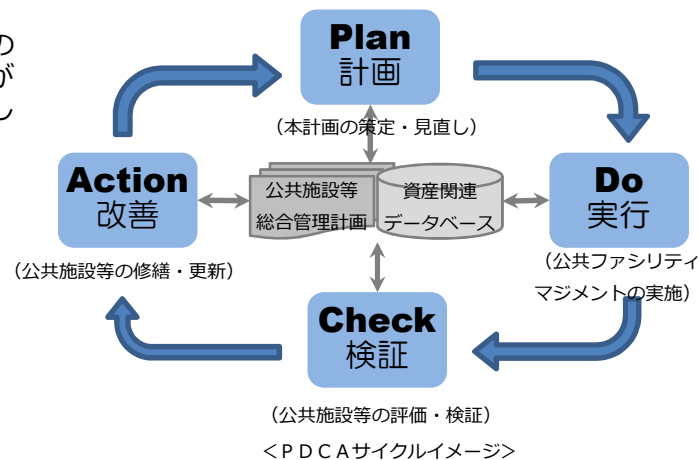 の
が
し
Plan
計画
（本計画の策定・見直し）
Action
改善
（公共施設等の修繕・更新）
公共施設等
総合管理計画
資産関連
データベース
Do
実行
（公共ファシリティ
マジメントの実施）
Check
検証
（公共施設等の評価・検証）
＜ＰＤＣＡサイクルイメージ＞